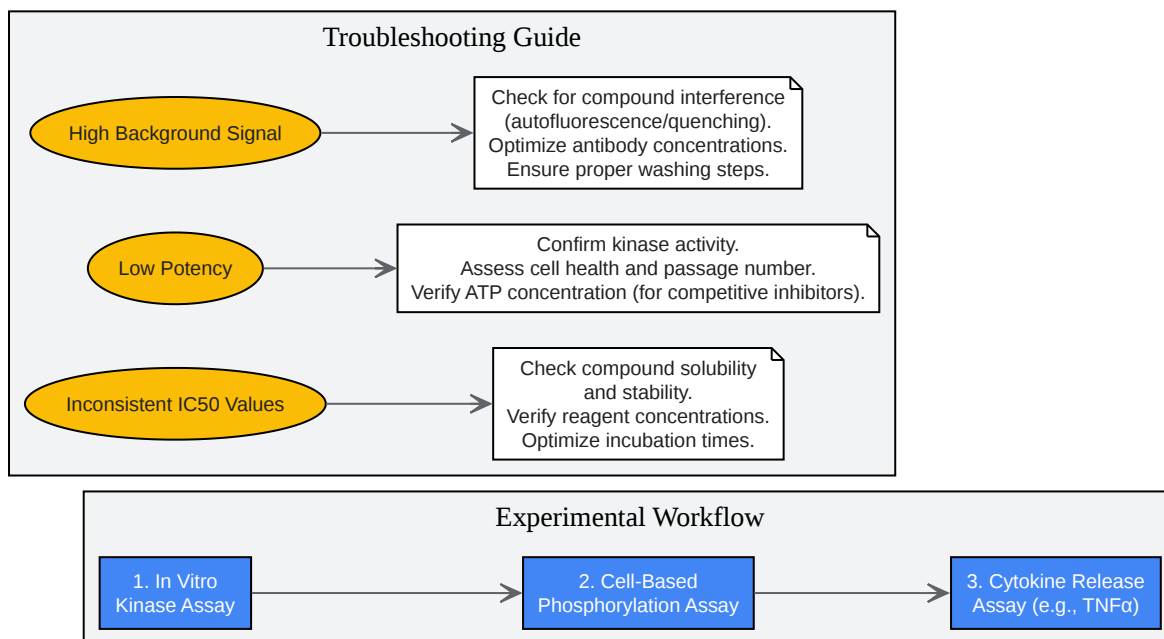 Troubleshooting Guide
High Background Signal
Check for compound interference
(autofluorescence/quenching).
Optimize antibody concentrations.
Ensure proper washing steps.
Low Potency
Confirm kinase activity.
Assess cell health and passage number.
Verify ATP concentration (for competitive inhibitors).
Inconsistent IC50 Values
Check compound solubility
and stability.
Verify reagent concentrations.
Optimize incubation times.
Experimental Workflow
1. In Vitro
Kinase Assay
2. Cell-Based
Phosphorylation Assay
3. Cytokine Release
Assay (e.g., TNFα)